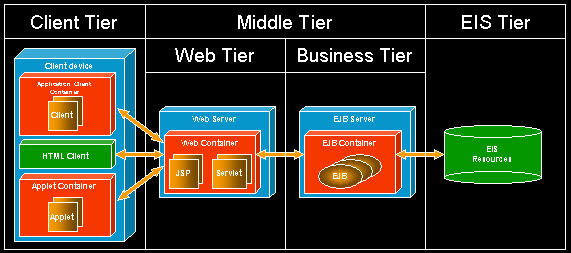 Client Tier
Middle Tier
EIS Tier
Web Tier
Business Tier
Client device
Application Client
Container
Client
HTML Client
Applet Container
Applet
Web Server
Web Container
JSP
Servlet
EJB Server
EJB Container
EJB
EIS
Resources